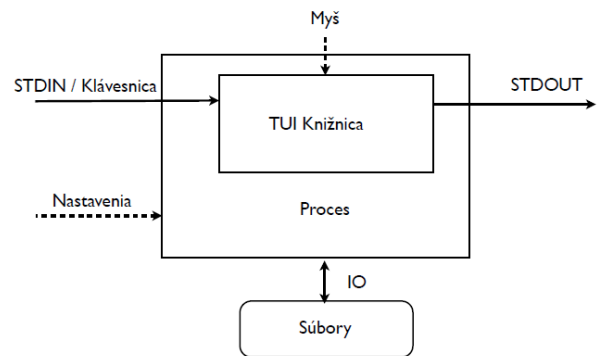 Myš
STDIN / Klávesnica
STDOUT
TUI Knižnica
Nastavenia
Proces
IO
Súbory